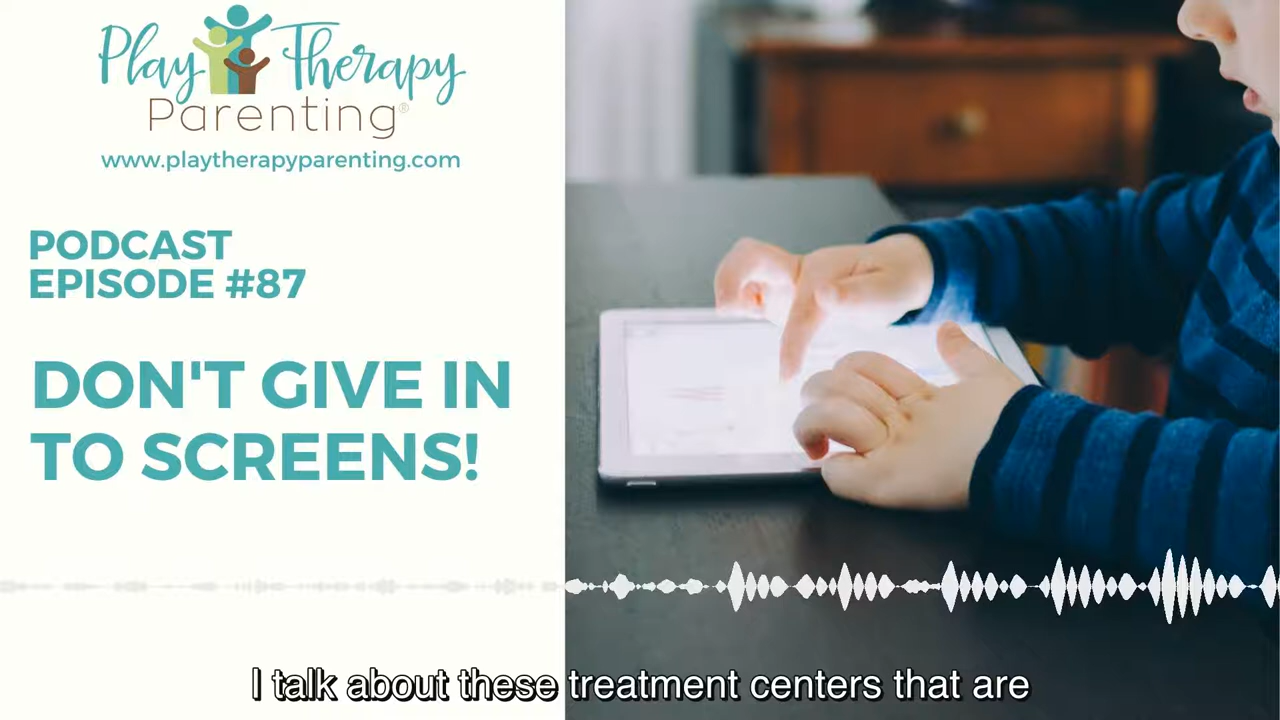 Play Therapy
Parenting®
www.playtherapyparenting.com
PODCAST
EPISODE #87
DON'T GIVE IN
TO SCREENS!
I talk about these treatment centers that are